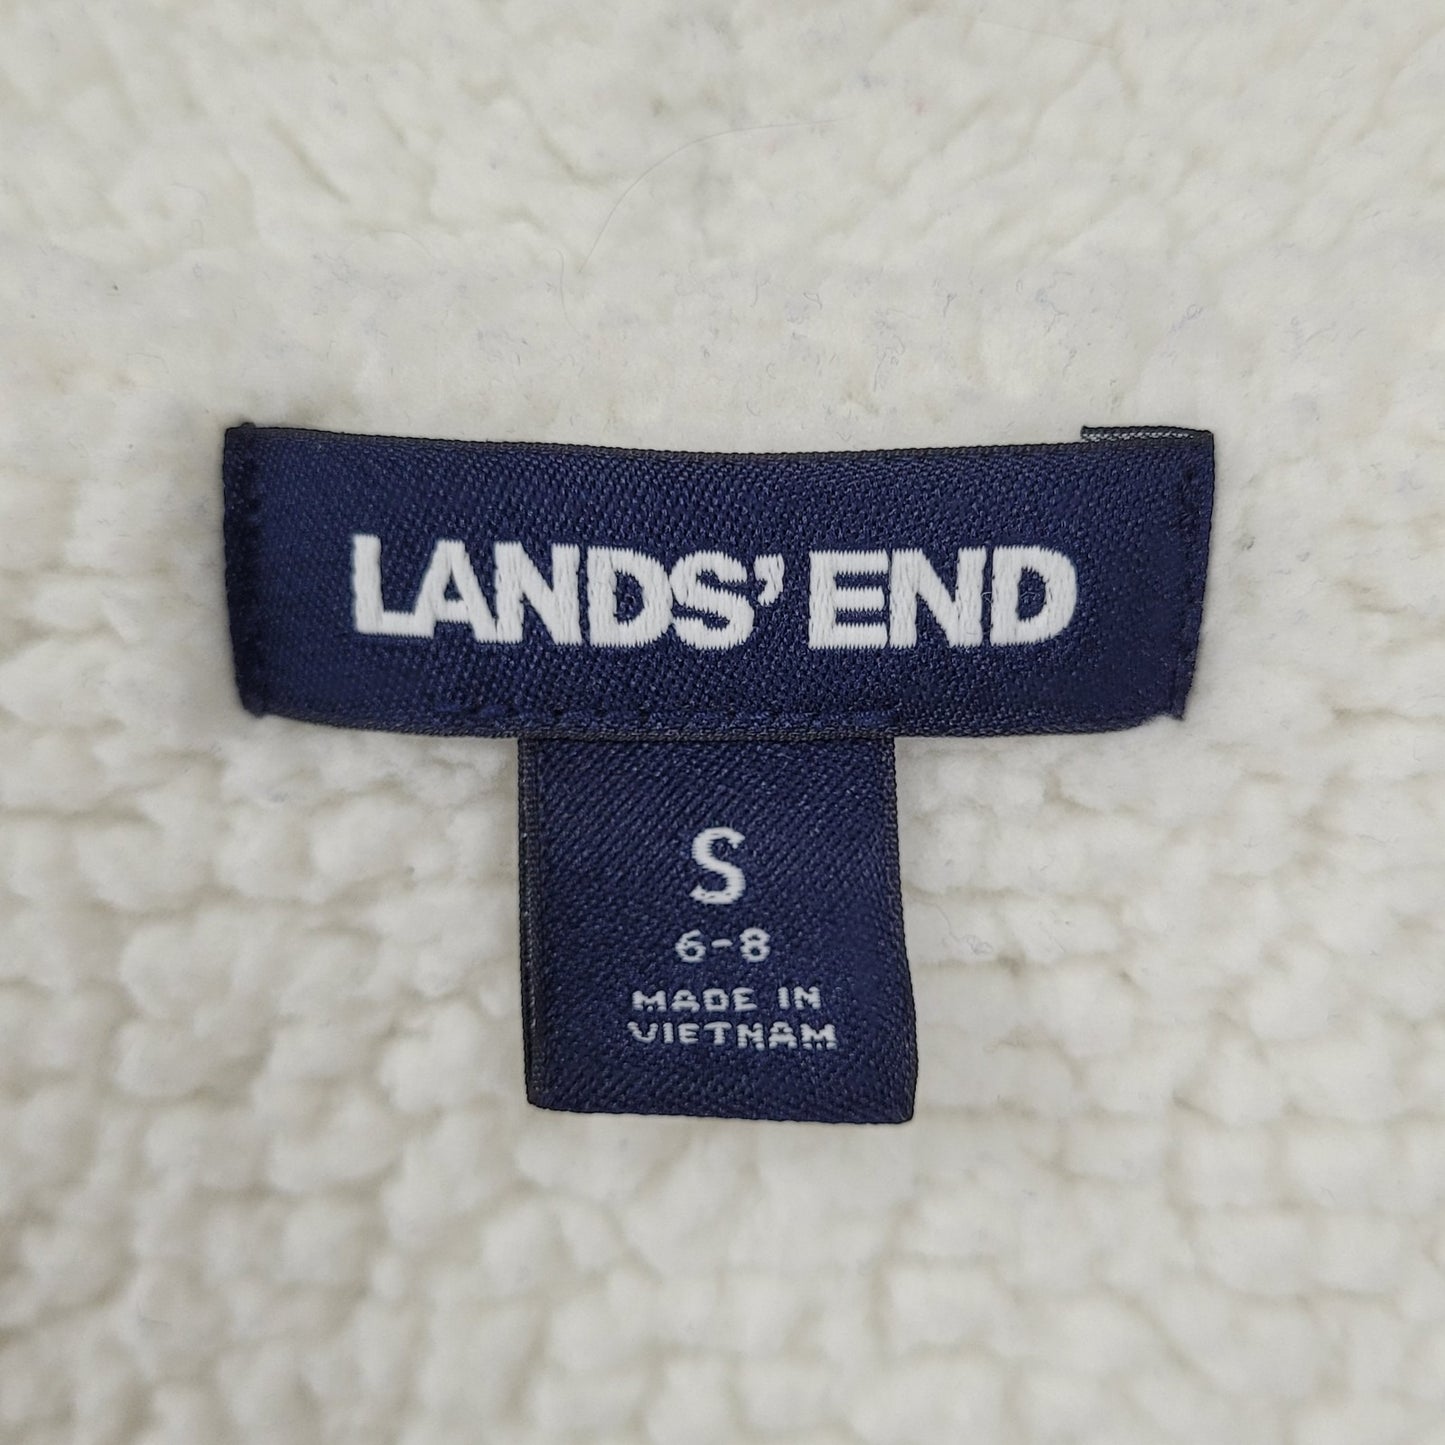 LANDS' END
S
6-8
MADE IN
VIETNAM